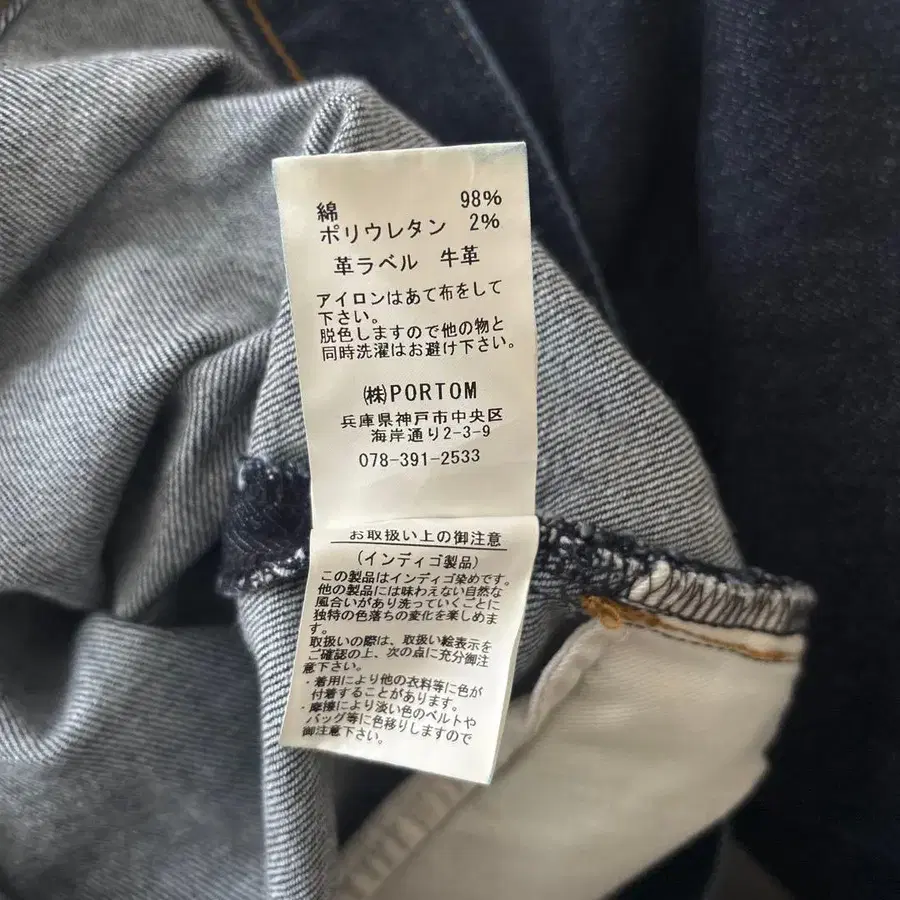 綿 98%
ポリウレタン 2%
革ラベル 牛革
アイロンはあて布をして
下さい。
脱色しますので他の物と
同時洗濯はお避け下さい。
㈱PORTOM
兵庫県神戸市中央区
海岸通り2-3-9
078-391-2533
お取扱い上の御注意
(インディゴ製品)
この製品はインディゴ染めです。
他の製品には味わえない自然な
風合いがあり洗っていくごとに
独特の色落ちの変化を楽しめま
す。
取扱いの際は、取扱い絵表示を
ご確認の上、次の点に充分御注
意下さい。
・着用により他の衣料等に色が
付着することがあります。
・摩擦により淡い色のベルトや
バッグ等に色移りしますので
御注意下さい。